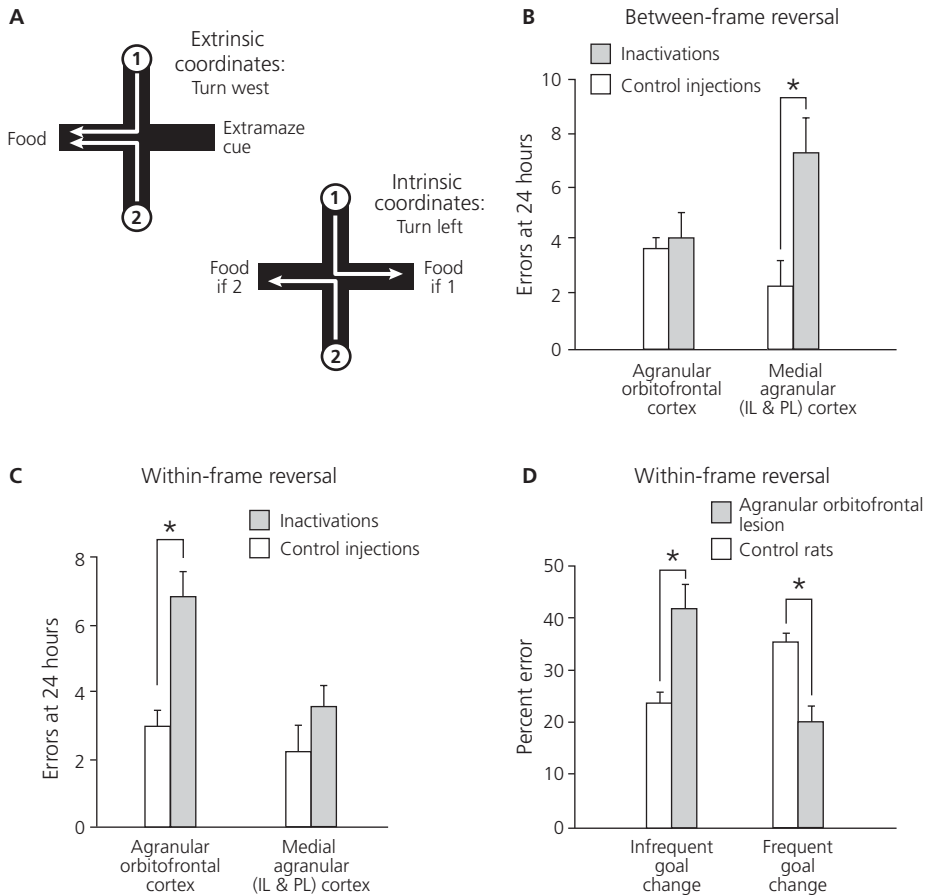 A
Extrinsic
coordinates:
Turn west
1
Food
Extramaze
cue
2
Intrinsic
coordinates:
Turn left
1
Food
if 2
Food
if 1
2
B
Between-frame reversal
Inactivations
Control injections
Errors at 24 hours
10
8
6
4
2
0
*
Agranular
orbitofrontal
cortex
Medial
agranular
(IL & PL) cortex
C
Within-frame reversal
Inactivations
Control injections
Errors at 24 hours
8
6
4
2
0
*
Agranular
orbitofrontal
cortex
Medial
agranular
(IL & PL) cortex
D
Within-frame reversal
Agranular orbitofrontal
lesion
Control rats
Percent error
50
40
30
20
10
0
*
*
Infrequent
goal
change
Frequent
goal
change